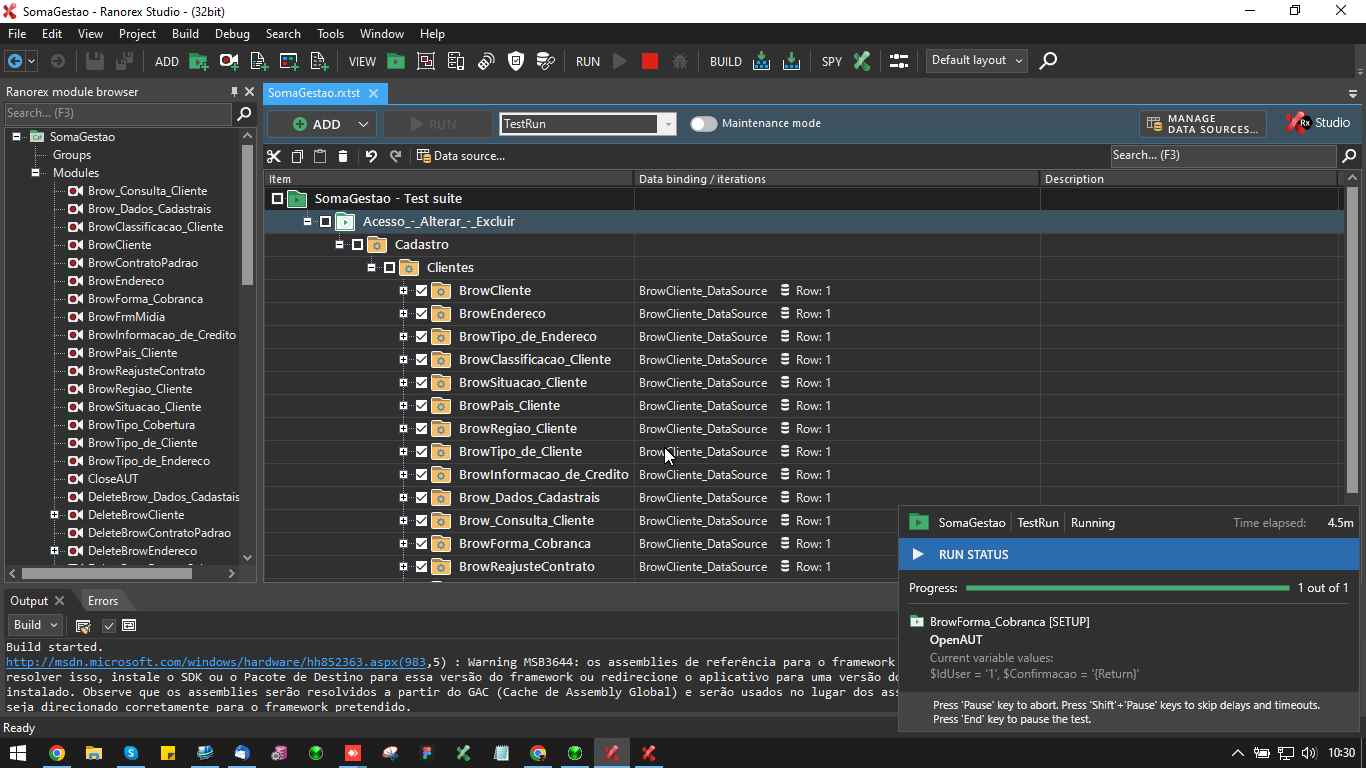 SomaGestao - Ranorex Studio - (32bit)
File Edit View Project Build Debug Search Tools Window Help
ADD VIEW RUN BUILD SPY Default layout
Ranorex module browser
Search... (F3)
SomaGestao
Groups
Modules
Brow_Consulta_Cliente
Brow_Dados_Cadastrais
BrowClassificacao_Cliente
BrowCliente
BrowContratoPadrao
BrowEndereco
BrowForma_Cobranca
BrowFrmMidia
BrowInformacao_de_Credito
BrowPais_Cliente
BrowReajusteContrato
BrowRegiao_Cliente
BrowSituacao_Cliente
BrowTipo_Cobertura
BrowTipo_de_Cliente
BrowTipo_de_Endereco
CloseAUT
DeleteBrow_Dados_Cadastais
DeleteBrowCliente
DeleteBrowContratoPadrao
DeleteBrowEndereco
SomaGestao.rxtst
ADD RUN TestRun Maintenance mode MANAGE DATA SOURCES... Rx Studio
Data source... Search... (F3)
Item Data binding / iterations Description
SomaGestao - Test suite
Acesso_-_Alterar_-_Excluir
Cadastro
Clientes
BrowCliente BrowCliente_DataSource Row: 1
BrowEndereco BrowCliente_DataSource Row: 1
BrowTipo_de_Endereco BrowCliente_DataSource Row: 1
BrowClassificacao_Cliente BrowCliente_DataSource Row: 1
BrowSituacao_Cliente BrowCliente_DataSource Row: 1
BrowPais_Cliente BrowCliente_DataSource Row: 1
BrowRegiao_Cliente BrowCliente_DataSource Row: 1
BrowTipo_de_Cliente BrowCliente_DataSource Row: 1
BrowInformacao_de_Credito BrowCliente_DataSource Row: 1
Brow_Dados_Cadastrais BrowCliente_DataSource Row: 1
Brow_Consulta_Cliente BrowCliente_DataSource Row: 1
BrowForma_Cobranca BrowCliente_DataSource Row: 1
BrowReajusteContrato BrowCliente_DataSource Row: 1
Output Errors
Build
Build started.
http://msdn.microsoft.com/windows/hardware/hh852363.aspx(983,5) : Warning MSB3644: os assemblies de referência para o framework
resolver isso, instale o SDK ou o Pacote de Destino para essa versão do framework ou redirecione o aplicativo para uma versão do
instalado. Observe que os assemblies serão resolvidos a partir do GAC (Cache de Assembly Global) e serão usados no lugar dos ass
seja direcionado corretamente para o framework pretendido.
SomaGestao TestRun Running Time elapsed: 4.5m
RUN STATUS
Progress: 1 out of 1
BrowForma_Cobranca [SETUP]
OpenAUT
Current variable values:
$IdUser = '1', $Confirmacao = '{Return}'
Press 'Pause' key to abort. Press 'Shift'+'Pause' keys to skip delays and timeouts.
Press 'End' key to pause the test.
Ready
10:30